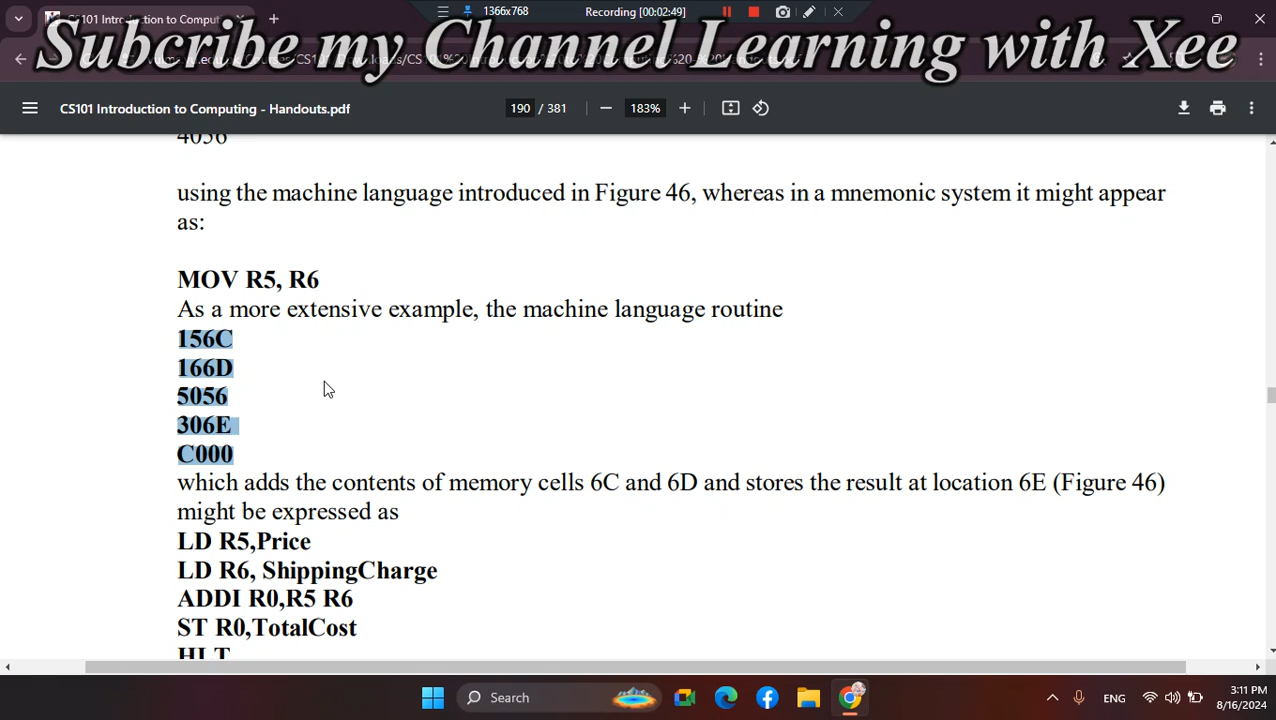 1366x768
Recording [00:02:49]
CS101 Introduction to Comput
Subcribe my Channel Learning with Xee
CS101 Introduction to Computing - Handouts.pdf
190 / 381
183%
4056
using the machine language introduced in Figure 46, whereas in a mnemonic system it might appear
as:
MOV R5, R6
As a more extensive example, the machine language routine
156C
166D
5056
306E
C000
which adds the contents of memory cells 6C and 6D and stores the result at location 6E (Figure 46)
might be expressed as
LD R5,Price
LD R6, ShippingCharge
ADDI R0,R5 R6
ST R0,TotalCost
HLT
Search
ENG
3:11 PM
8/16/2024